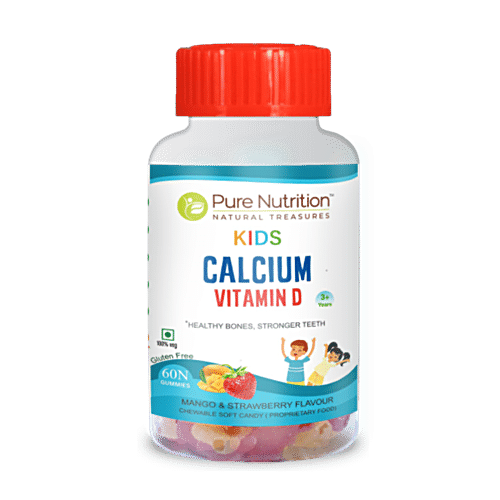 Pure Nutrition™
NATURAL TREASURES
KIDS
CALCIUM
VITAMIN D
3+
Years
*HEALTHY BONES, STRONGER TEETH
100% veg
Gluten Free
60N
GUMMIES
MANGO & STRAWBERRY FLAVOUR
CHEWABLE SOFT CANDY ( PROPRIETARY FOOD)